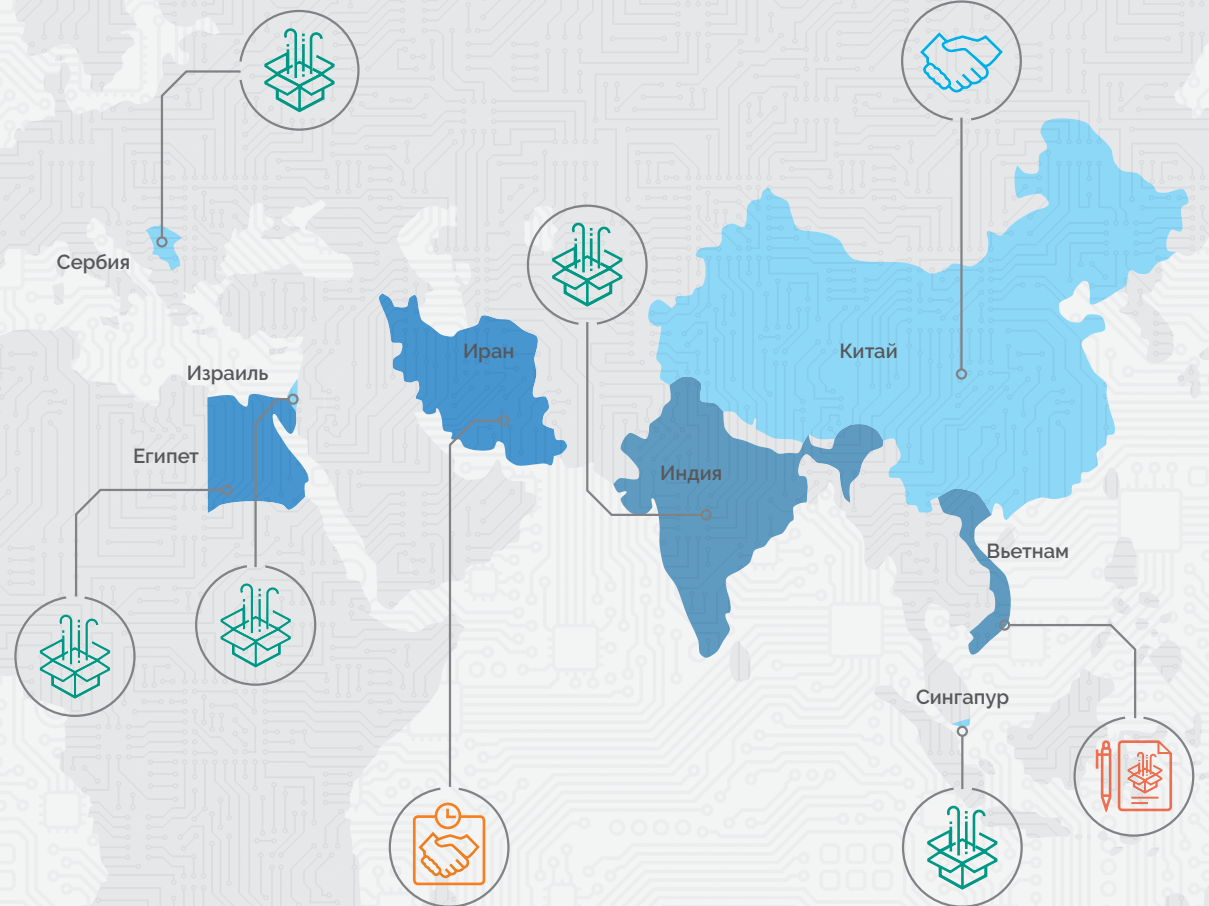 Сербия
Иран
Китай
Израиль
Египет
Индия
Вьетнам
Сингапур